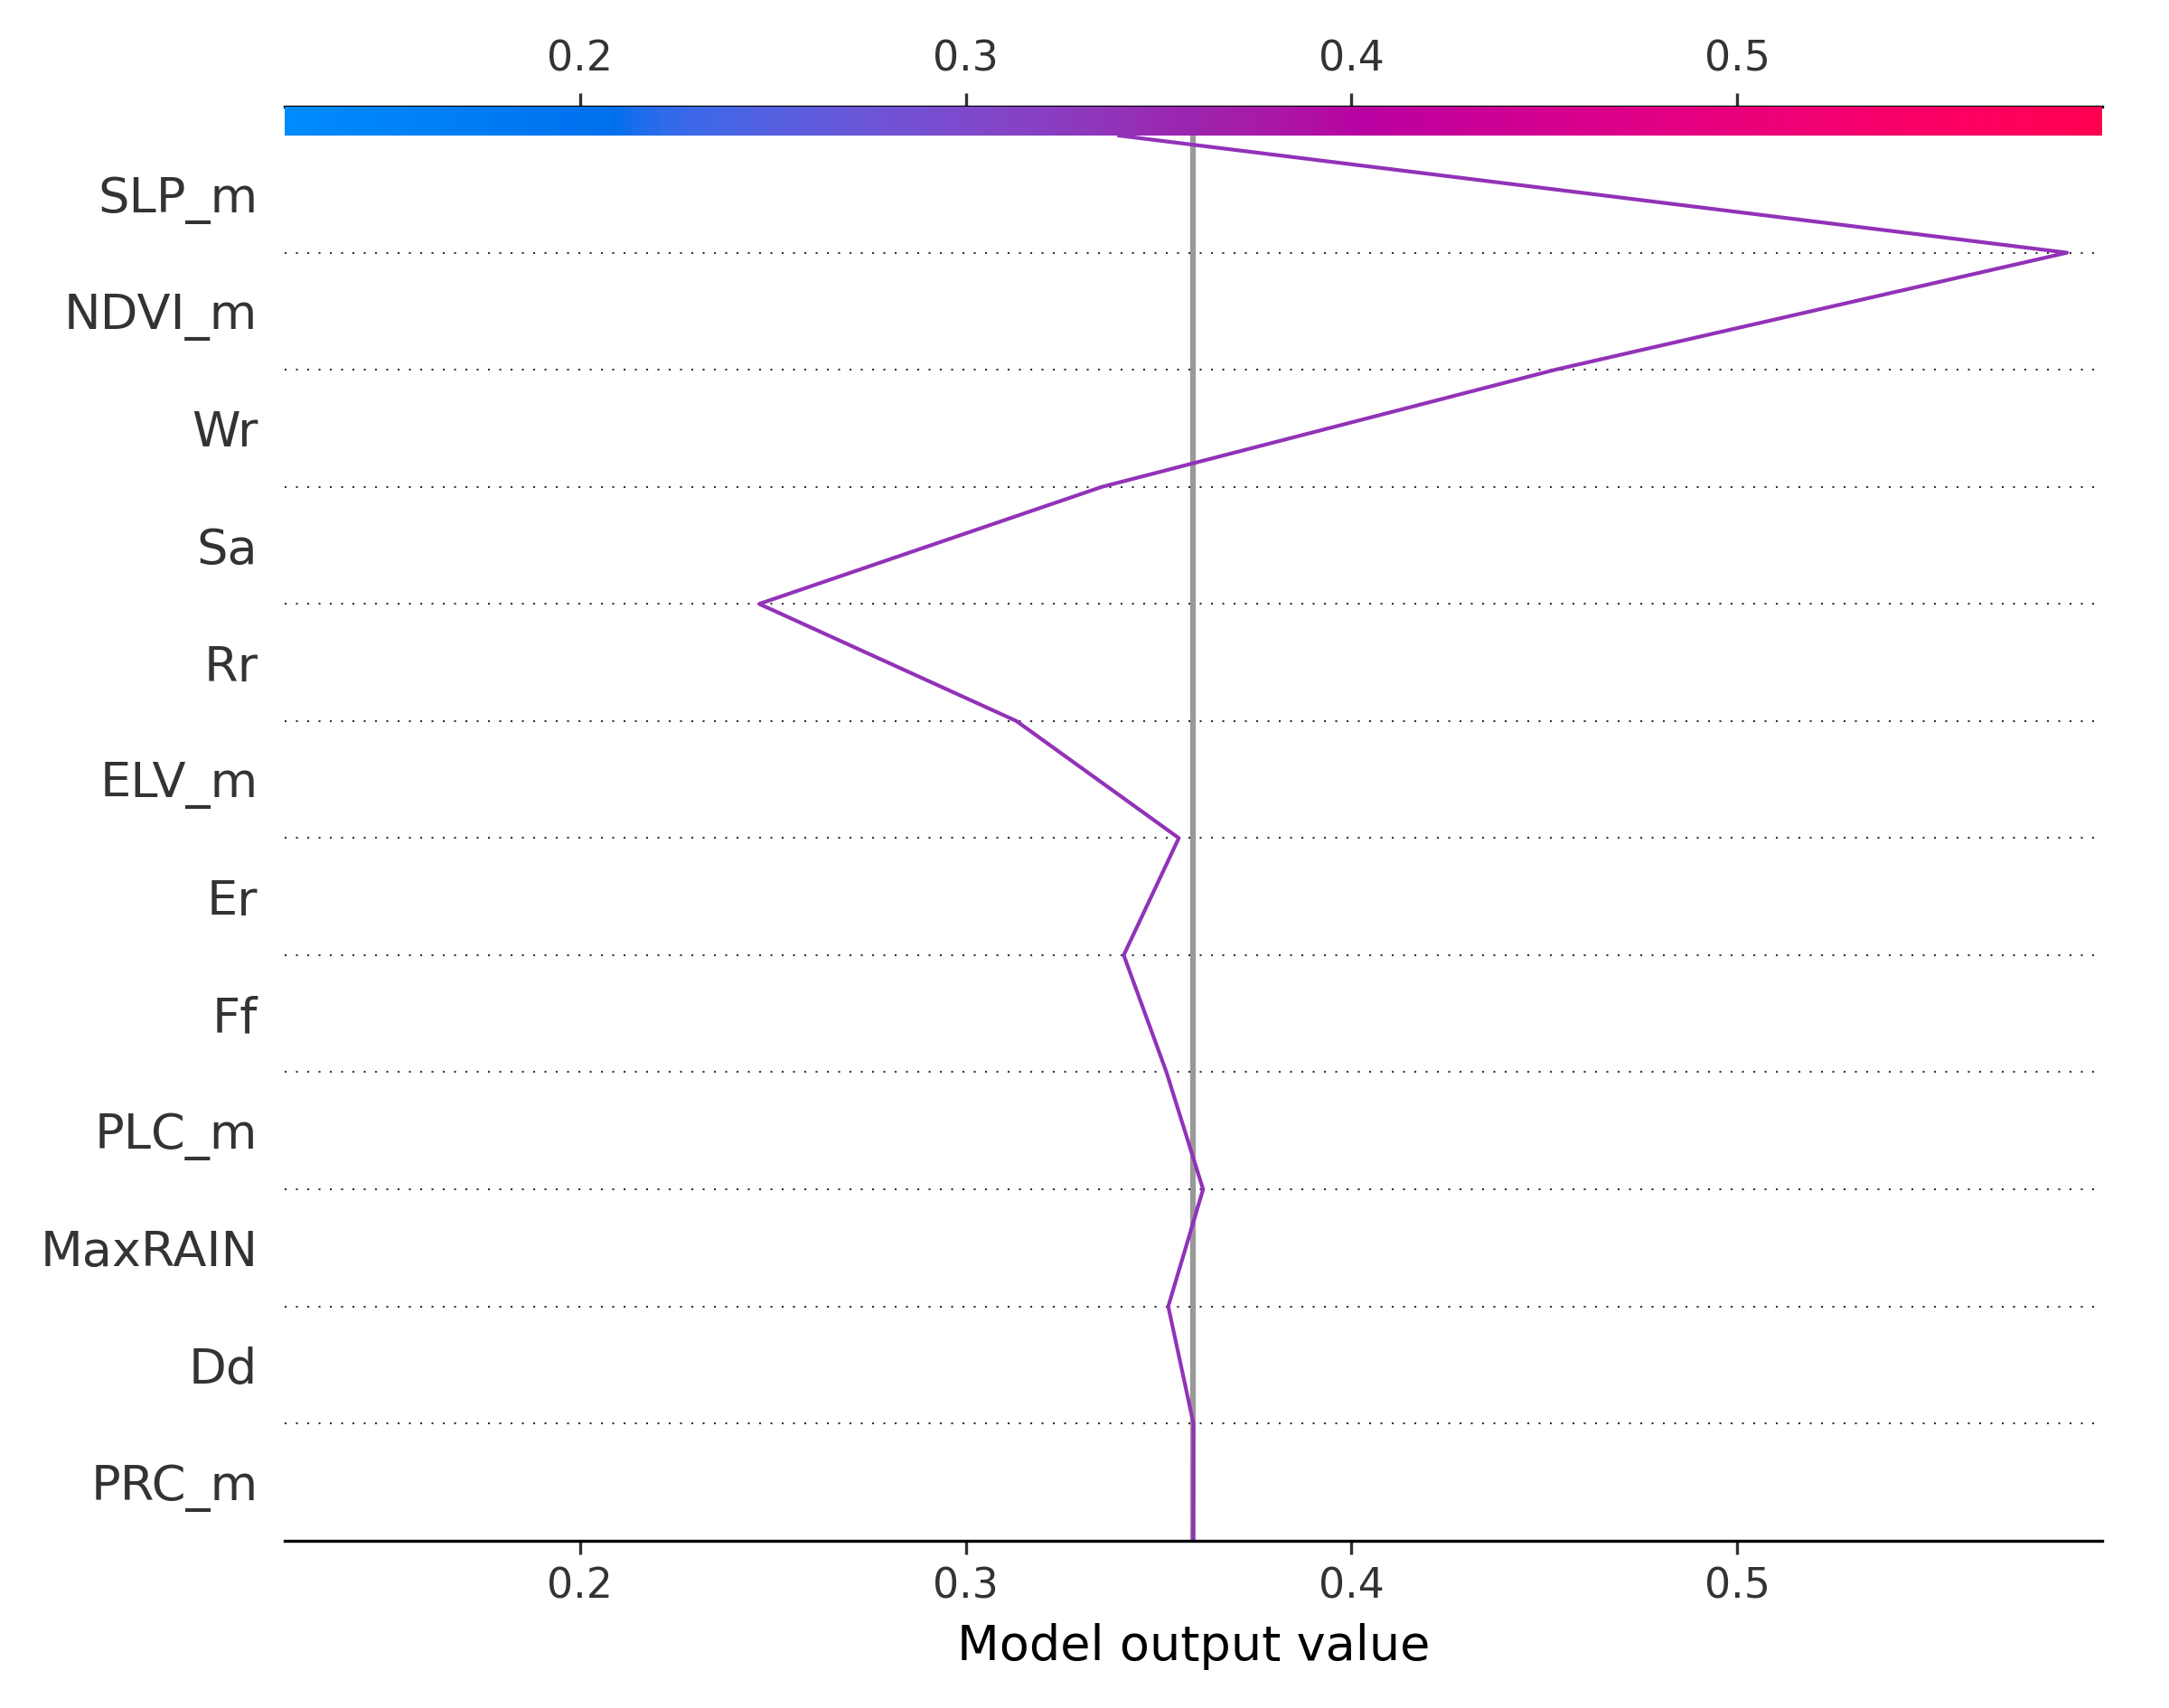 0.2 0.3 0.4 0.5
SLP_m
NDVI_m
Wr
Sa
Rr
ELV_m
Er
Ff
PLC_m
MaxRAIN
Dd
PRC_m
0.2 0.3 0.4 0.5
Model output value